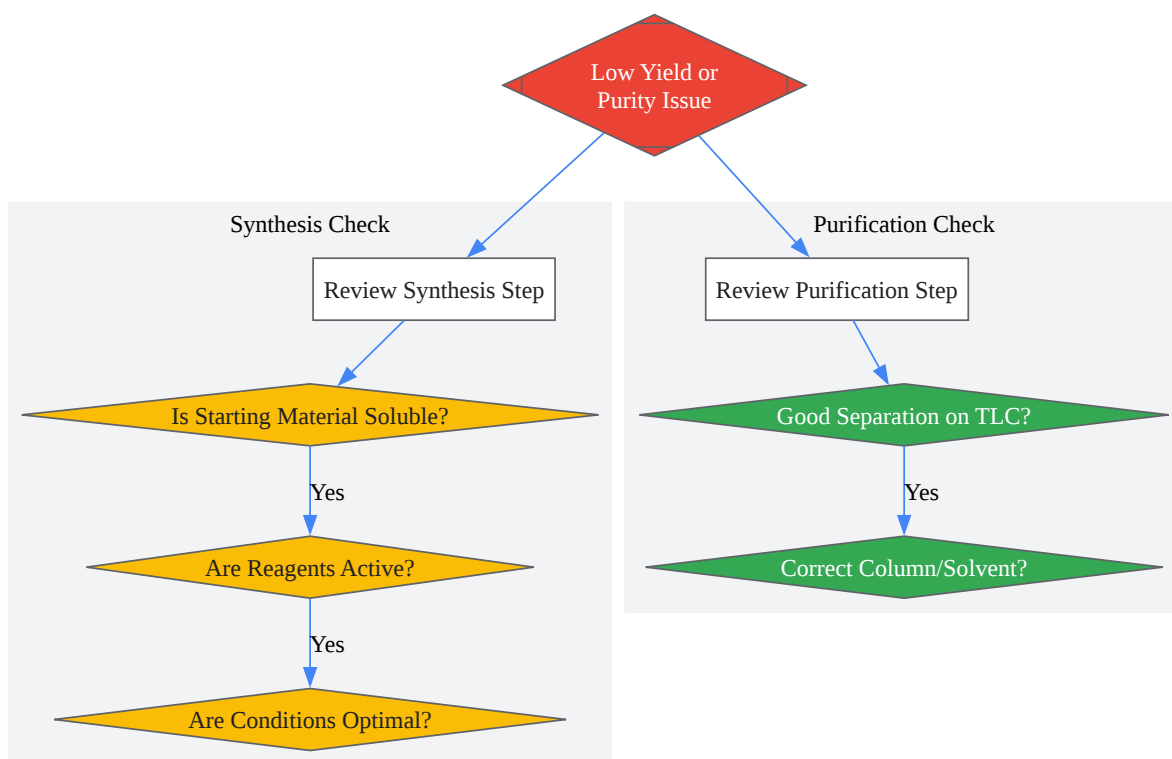 Low Yield or
Purity Issue
Synthesis Check
Review Synthesis Step
Is Starting Material Soluble?
Yes
Are Reagents Active?
Yes
Are Conditions Optimal?
Purification Check
Review Purification Step
Good Separation on TLC?
Yes
Correct Column/Solvent?